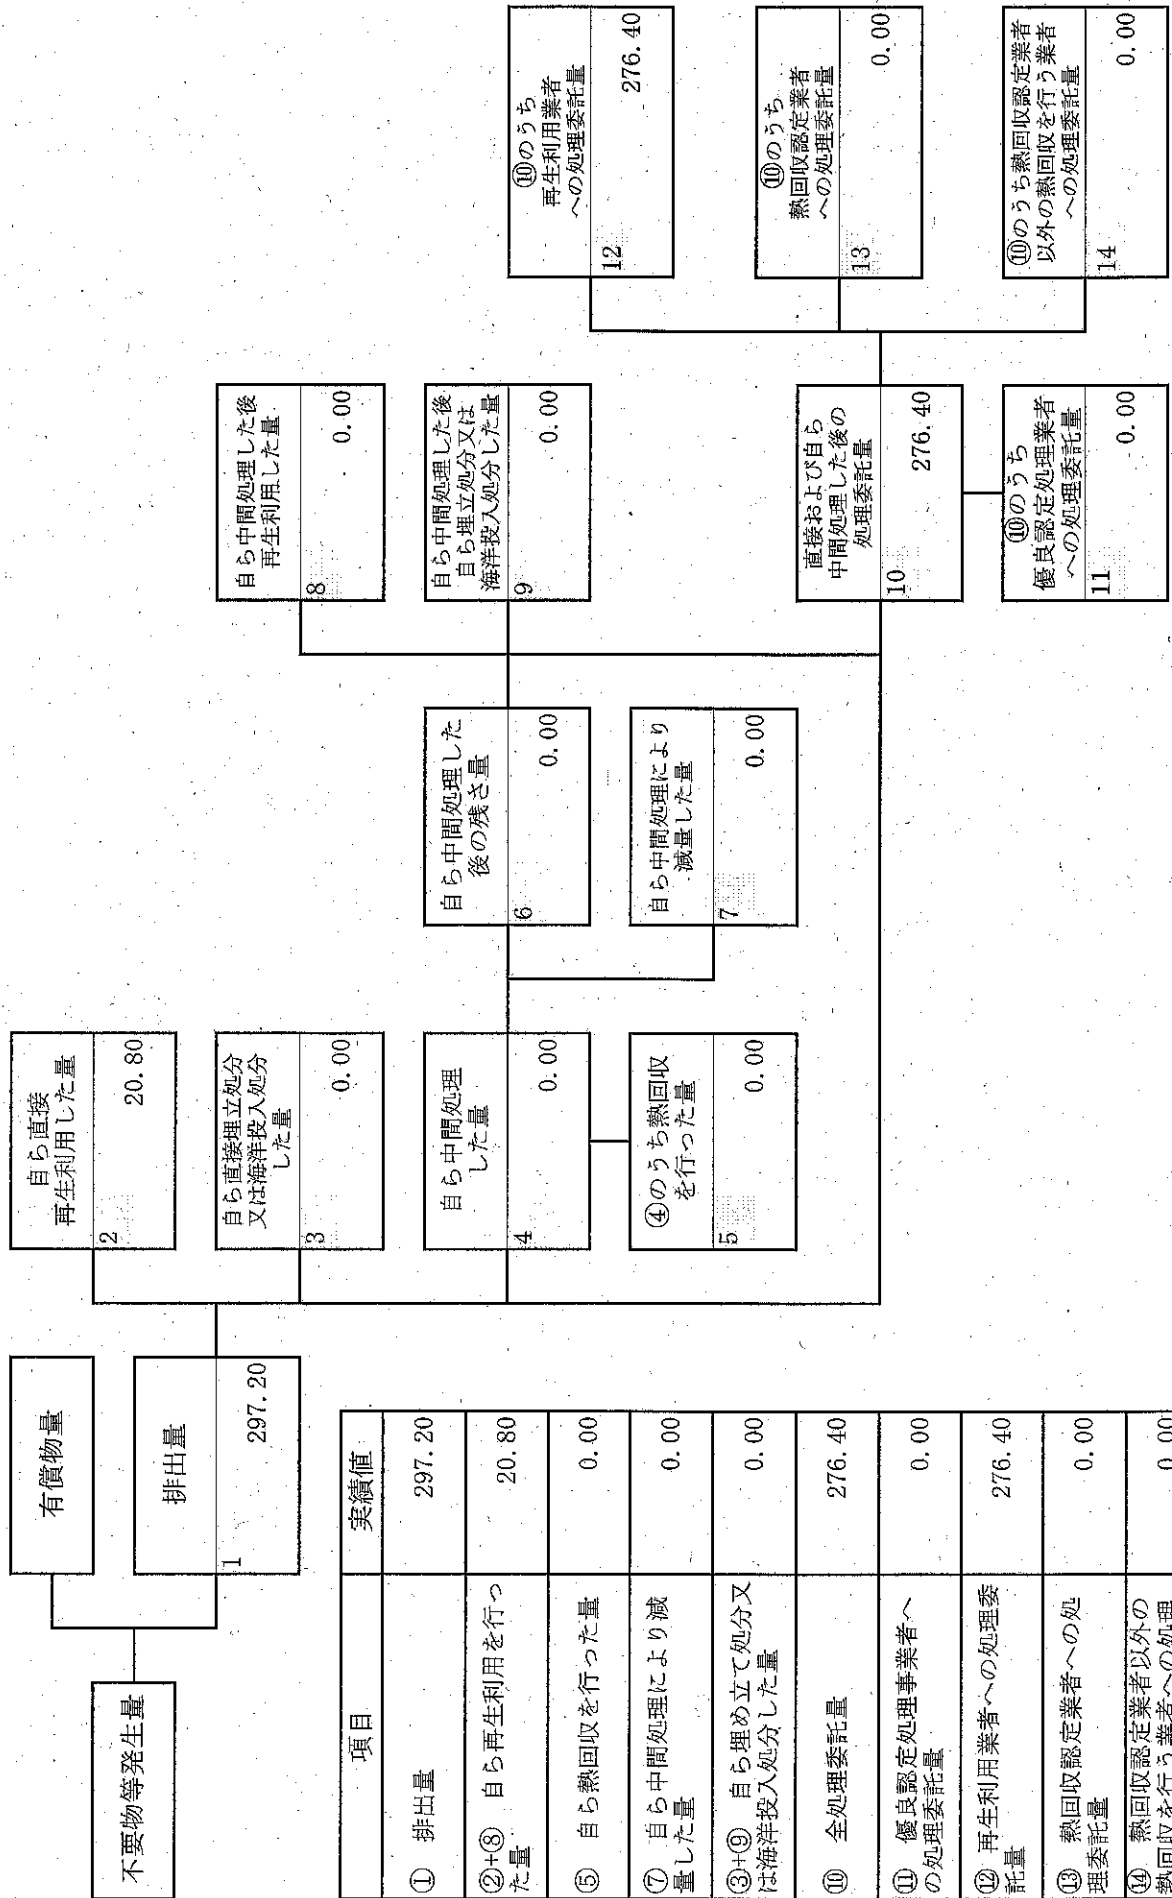 不要物等発生量
有償物量
排出量
1
297.20
自ら直接
再生利用した量
2
20.80
自ら直接埋立処分
又は海洋投入処分
した量
3
0.00
自ら中間処理
した量
4
0.00
④のうち熱回収
を行った量
5
0.00
自ら中間処理した
後の残さ量
6
0.00
自ら中間処理により
減量した量
7
0.00
自ら中間処理した後
再生利用した量
8
0.00
自ら中間処理した後
自ら埋立処分又は
海洋投入処分した量
9
0.00
直接および自ら
中間処理した後の
処理委託量
10
276.40
⑩のうち
優良認定処理業者
への処理委託量
11
0.00
⑩のうち
再生利用業者
への処理委託量
12
276.40
⑩のうち
熱回収認定業者
への処理委託量
13
0.00
⑩のうち熱回収認定業者
以外の熱回収を行う業者
への処理委託量
14
0.00
項目 実績値
① 排出量 297.20
②+⑧ 自ら再生利用を行っ
た量 20.80
⑤ 自ら熱回収を行った量 0.00
⑦ 自ら中間処理により減
量した量 0.00
③+⑨ 自ら埋め立て処分又
は海洋投入処分した量 0.00
⑩ 全処理委託量 276.40
⑪ 優良認定処理事業者へ
の処理委託量 0.00
⑫ 再生利用業者への処理委
託量 276.40
⑬ 熱回収認定業者への処
理委託量 0.00
⑭ 熱回収認定業者以外の
熱回収を行う業者への処理 0.00